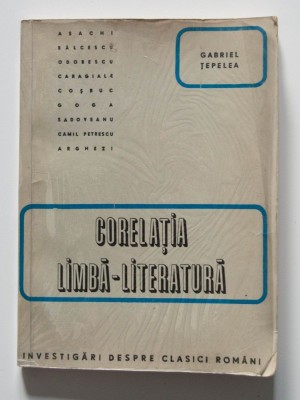 ASACHI
BĂLCESCU
ODOBESCU
CARAGIALE
COȘBUC
GOGA
SADOVEANU
CAMIL PETRESCU
ARGHEZI
GABRIEL
ȚEPELEA
CORELAȚIA
LIMBĂ-LITERATURĂ
INVESTIGĂRI DESPRE CLASICI ROMÂNI